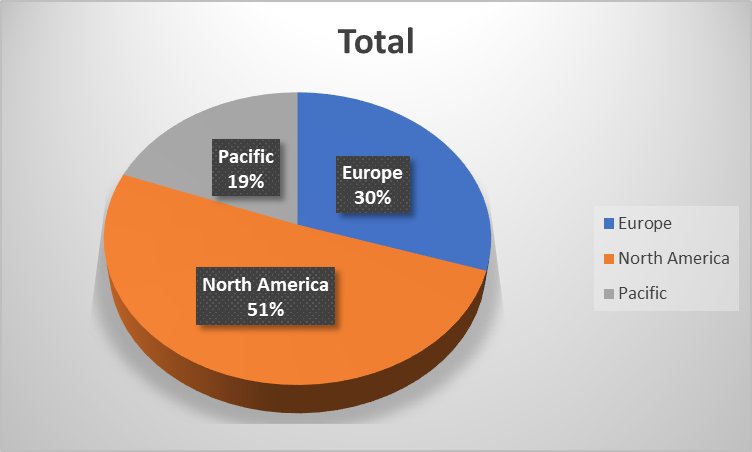 Total
Pacific
19%
Europe
30%
North America
51%
Europe
North America
Pacific